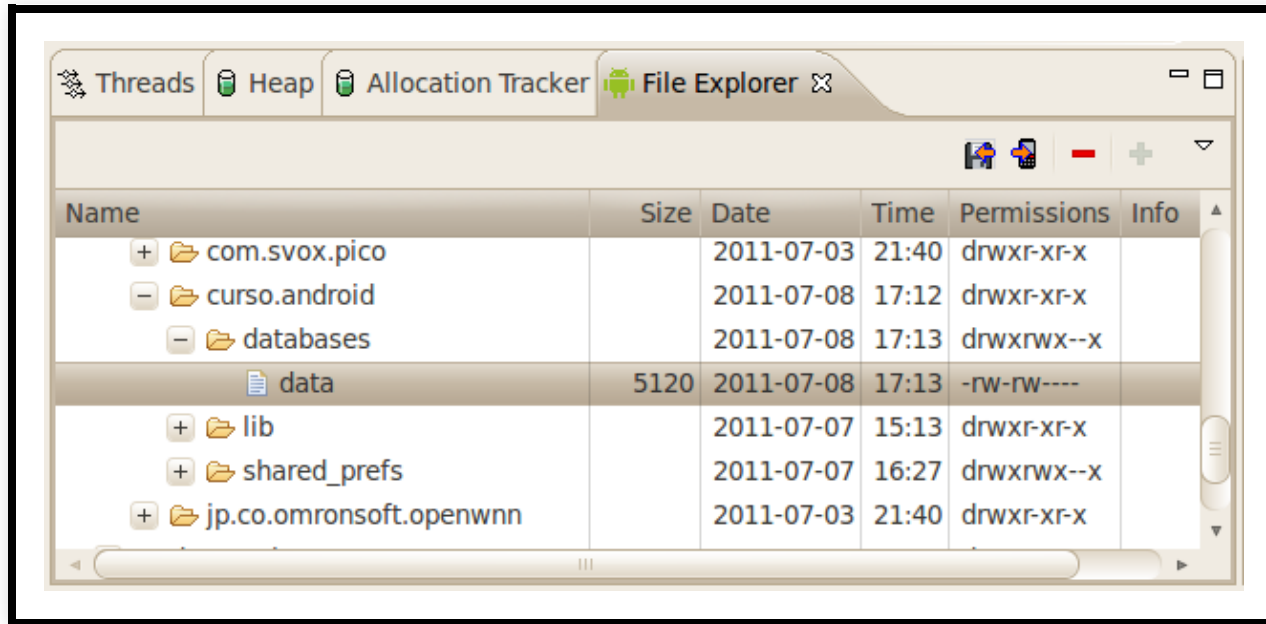 Threads Heap Allocation Tracker File Explorer
Name Size Date Time Permissions Info
com.svox.pico 2011-07-03 21:40 drwxr-xr-x
curso.android 2011-07-08 17:12 drwxr-xr-x
databases 2011-07-08 17:13 drwxrwx--x
data 5120 2011-07-08 17:13 -rw-rw----
lib 2011-07-07 15:13 drwxr-xr-x
shared_prefs 2011-07-07 16:27 drwxrwx--x
jp.co.omronsoft.openwnn 2011-07-03 21:40 drwxr-xr-x